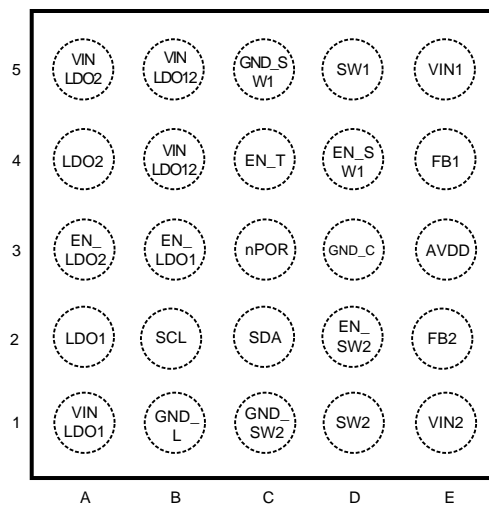 5
VIN
LDO2
VIN
LDO12
GND_S
W1
SW1
VIN1
4
LDO2
VIN
LDO12
EN_T
EN_S
W1
FB1
3
EN_
LDO2
EN_
LDO1
nPOR
GND_C
AVDD
2
LDO1
SCL
SDA
EN_
SW2
FB2
1
VIN
LDO1
GND_
L
GND_
SW2
SW2
VIN2
A B C D E